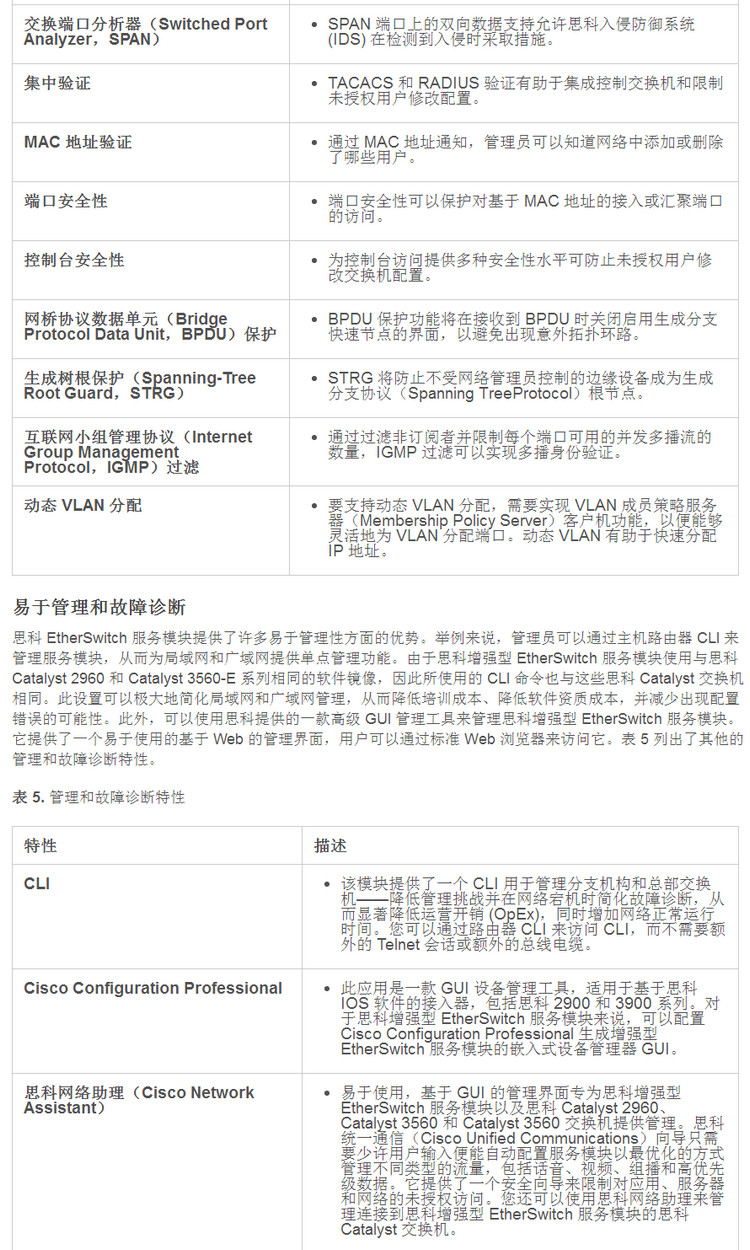 交换端口分析器（Switched Port
Analyzer，SPAN）
• SPAN 端口上的双向数据支持允许思科入侵防御系统
(IDS) 在检测到入侵时采取措施。
集中验证
• TACACS 和 RADIUS 验证有助于集成控制交换机和限制
未授权用户修改配置。
MAC 地址验证
• 通过 MAC 地址通知，管理员可以知道网络中添加或删除
了哪些用户。
端口安全性
• 端口安全性可以保护对基于 MAC 地址的接入或汇聚端口
的访问。
控制台安全性
• 为控制台访问提供多种安全性水平可防止未授权用户修
改交换机配置。
网桥协议数据单元（Bridge
Protocol Data Unit，BPDU）保护
• BPDU 保护功能将在接收到 BPDU 时关闭启用生成分支
快速节点的界面，以避免出现意外拓扑环路。
生成树根保护（Spanning-Tree
Root Guard，STRG）
• STRG 将防止不受网络管理员控制的边缘设备成为生成
分支协议（Spanning TreeProtocol）根节点。
互联网小组管理协议（Internet
Group Management
Protocol，IGMP）过滤
• 通过过滤非订阅者并限制每个端口可用的并发多播流的
数量，IGMP 过滤可以实现多播身份验证。
动态 VLAN 分配
• 要支持动态 VLAN 分配，需要实现 VLAN 成员策略服务
器（Membership Policy Server）客户机功能，以便能够
灵活地为 VLAN 分配端口。动态 VLAN 有助于快速分配
IP 地址。
易于管理和故障诊断
思科 EtherSwitch 服务模块提供了许多易于管理性方面的优势。举例来说，管理员可以通过主机路由器 CLI 来
管理服务模块，从而为局域网和广域网提供单点管理功能。由于思科增强型 EtherSwitch 服务模块使用与思科
Catalyst 2960 和 Catalyst 3560-E 系列相同的软件镜像，因此所使用的 CLI 命令也与这些思科 Catalyst 交换机
相同。此设置可以极大地简化局域网和广域网管理，从而降低培训成本、降低软件资质成本，并减少出现配置
错误的可能性。此外，可以使用思科提供的一款高级 GUI 管理工具来管理思科增强型 EtherSwitch 服务模块。
它提供了一个易于使用的基于 Web 的管理界面，用户可以通过标准 Web 浏览器来访问它。表 5 列出了其他的
管理和故障诊断特性。
表 5. 管理和故障诊断特性
特性
描述
CLI
• 该模块提供了一个 CLI 用于管理分支机构和总部交换
机——降低管理挑战并在网络宕机时简化故障诊断，从
而显著降低运营开销 (OpEx)，同时增加网络正常运行
时间。您可以通过路由器 CLI 来访问 CLI，而不需要额
外的 Telnet 会话或额外的总线电缆。
Cisco Configuration Professional
• 此应用是一款 GUI 设备管理工具，适用于基于思科
IOS 软件的接入器，包括思科 2900 和 3900 系列。对
于思科增强型 EtherSwitch 服务模块来说，可以配置
Cisco Configuration Professional 生成增强型
EtherSwitch 服务模块的嵌入式设备管理器 GUI。
思科网络助理（Cisco Network
Assistant）
• 易于使用，基于 GUI 的管理界面专为思科增强型
EtherSwitch 服务模块以及思科 Catalyst 2960、
Catalyst 3560 和 Catalyst 3560 交换机提供管理。思科
统一通信（Cisco Unified Communications）向导只需
要少许用户输入便能自动配置服务模块以最优化的方式
管理不同类型的流量，包括话音、视频、组播和高优先
级数据。它提供了一个安全向导来限制对应用、服务器
和网络的未授权访问。您还可以使用思科网络助理来管
理连接到思科增强型 EtherSwitch 服务模块的思科
Catalyst 交换机。